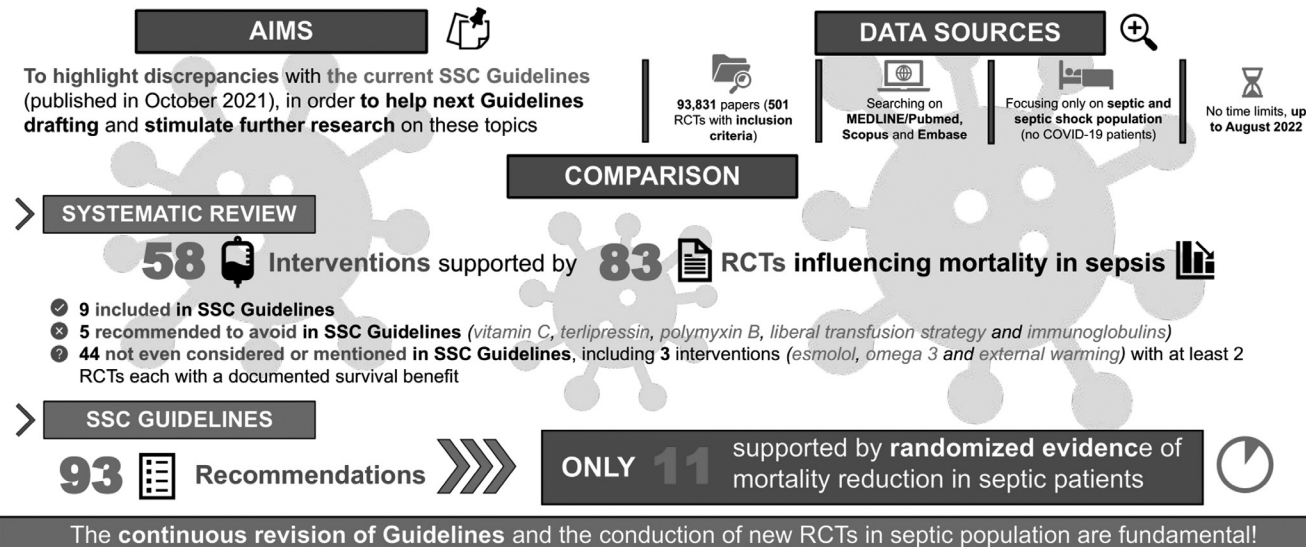 AIMS
To highlight discrepancies with the current SSC Guidelines
(published in October 2021), in order to help next Guidelines
drafting and stimulate further research on these topics
DATA SOURCES
93,831 papers (501
RCTs with inclusion
criteria)
Searching on
MEDLINE/Pubmed,
Scopus and Embase
Focusing only on septic and
septic shock population
(no COVID-19 patients)
No time limits, up
to August 2022
COMPARISON
SYSTEMATIC REVIEW
58 Interventions supported by 83 RCTs influencing mortality in sepsis
9 included in SSC Guidelines
5 recommended to avoid in SSC Guidelines (vitamin C, terlipressin, polymyxin B, liberal transfusion strategy and immunoglobulins)
44 not even considered or mentioned in SSC Guidelines, including 3 interventions (esmolol, omega 3 and external warming) with at least 2
RCTs each with a documented survival benefit
SSC GUIDELINES
93 Recommendations
ONLY 11 supported by randomized evidence of
mortality reduction in septic patients
The continuous revision of Guidelines and the conduction of new RCTs in septic population are fundamental!